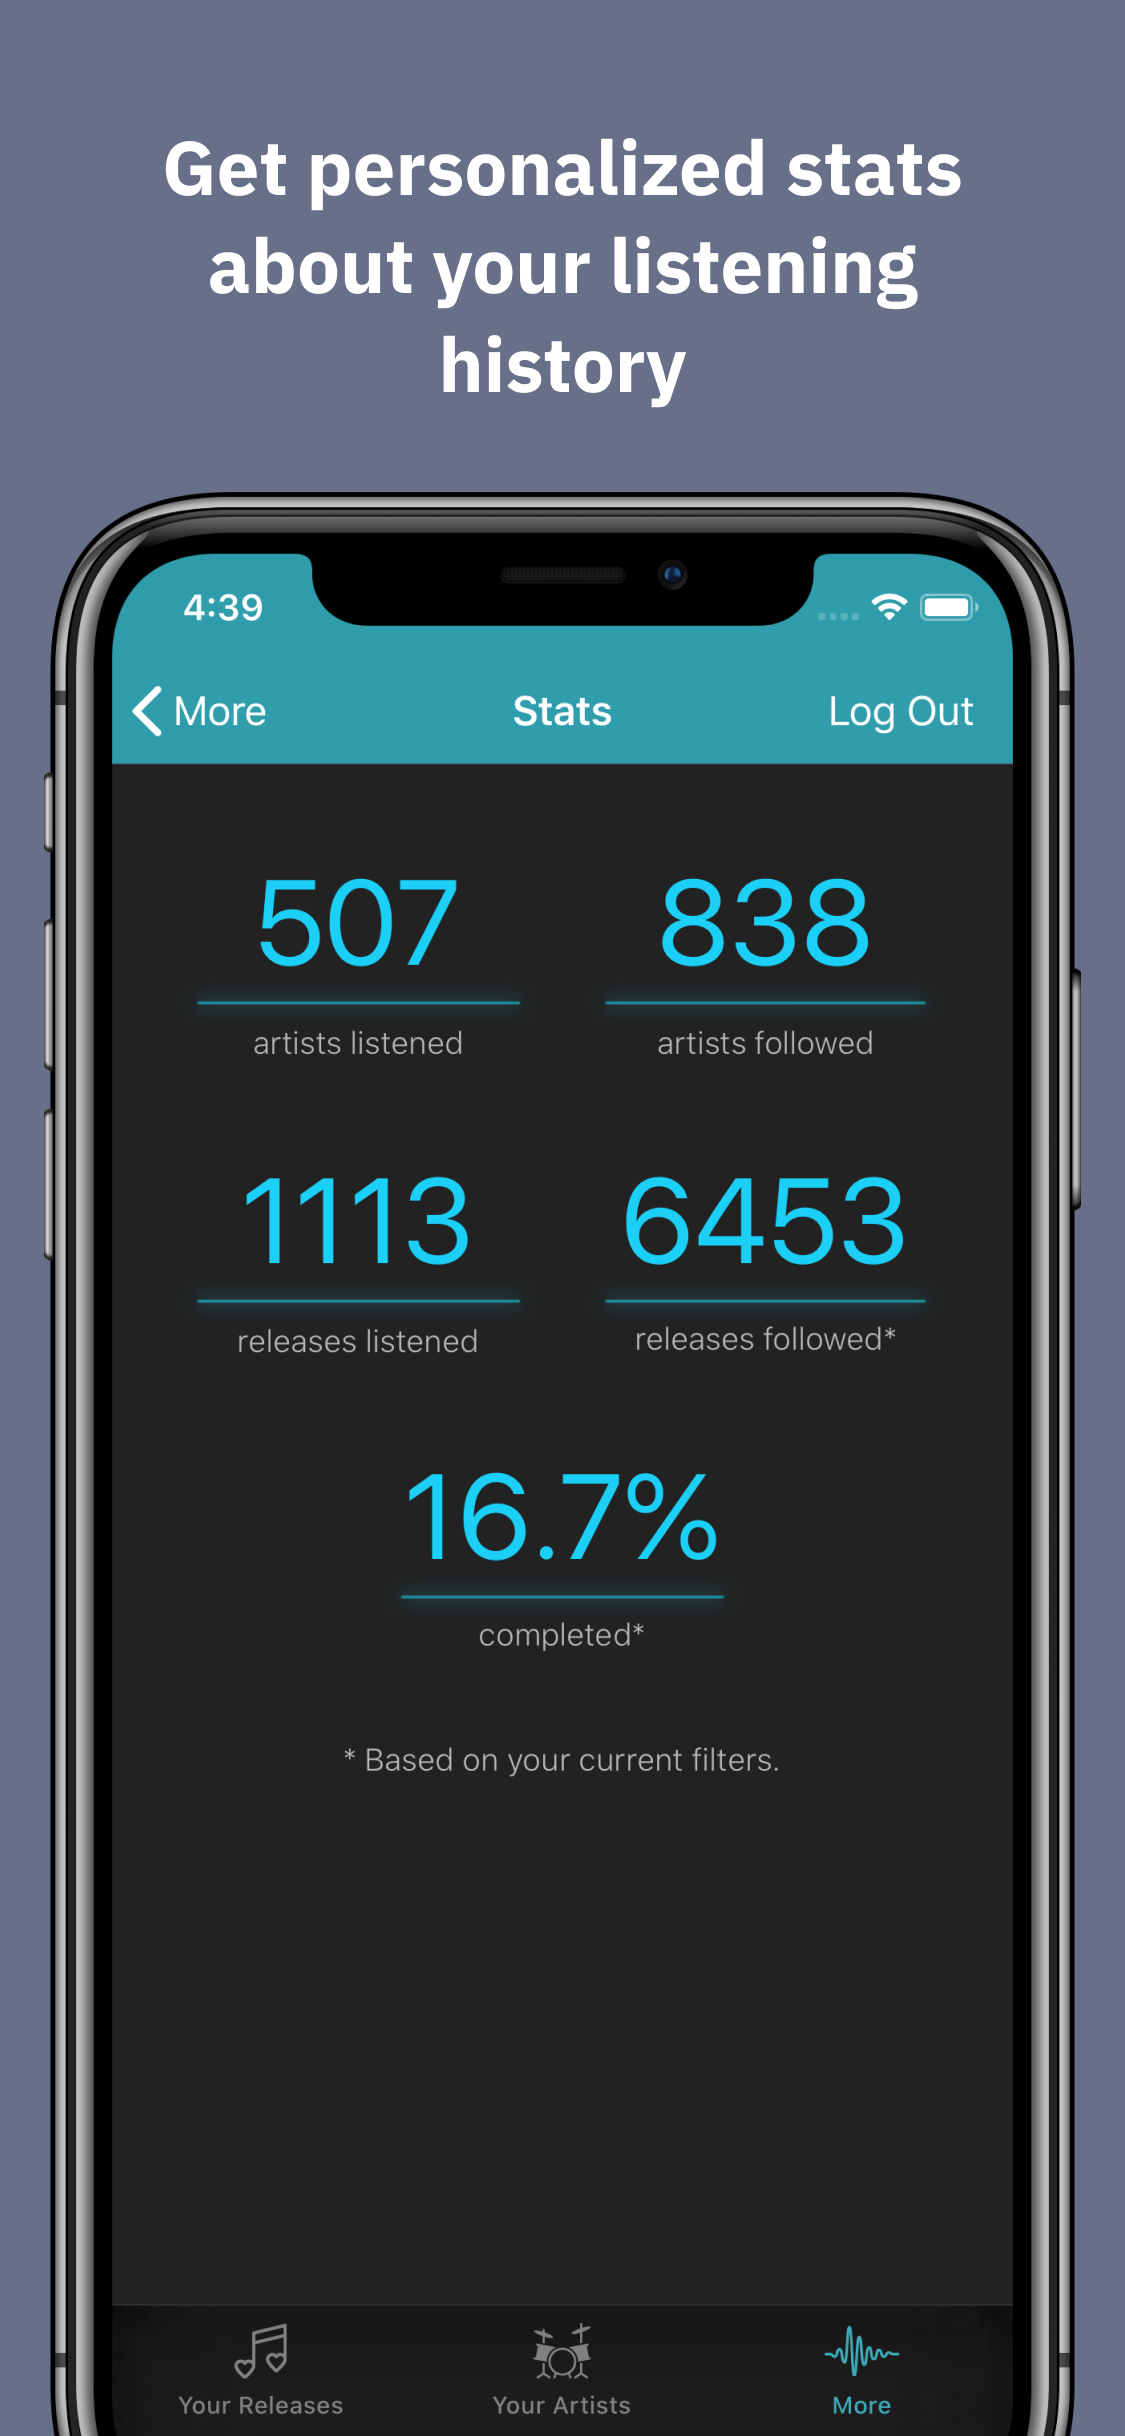 Get personalized stats
about your listening
history
4:39
More
Stats
Log Out
507
838
artists listened
artists followed
1113
6453
releases listened
releases followed*
16.7%
completed*
* Based on your current filters.
Your Releases
Your Artists
More